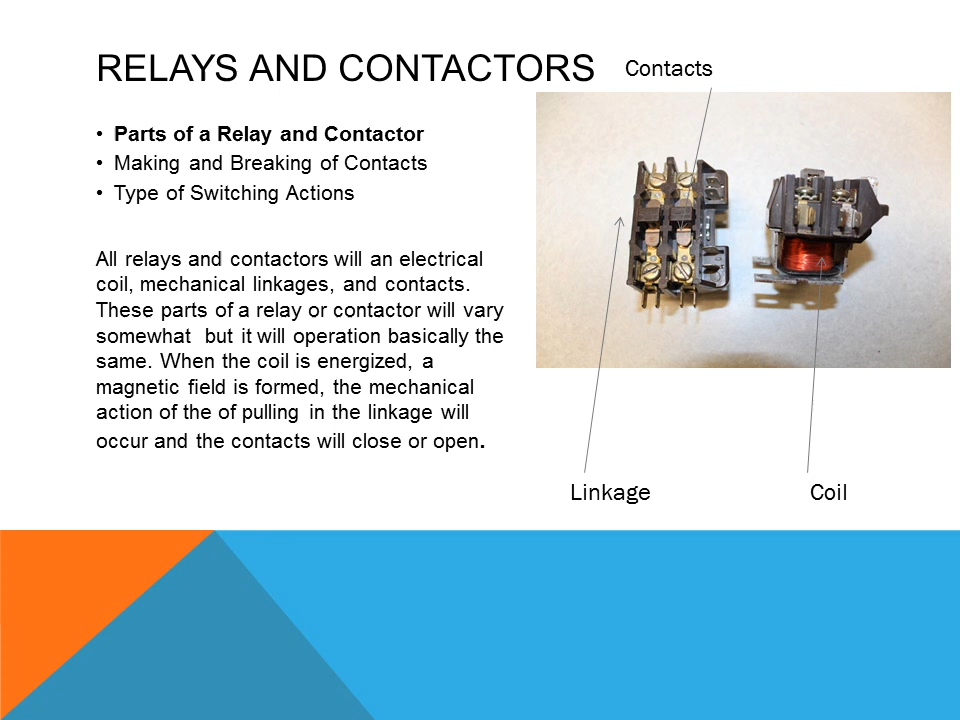 RELAYS AND CONTACTORS
Contacts
• Parts of a Relay and Contactor
• Making and Breaking of Contacts
• Type of Switching Actions
All relays and contactors will an electrical
coil, mechanical linkages, and contacts.
These parts of a relay or contactor will vary
somewhat but it will operation basically the
same. When the coil is energized, a
magnetic field is formed, the mechanical
action of the of pulling in the linkage will
occur and the contacts will close or open.
Linkage
Coil